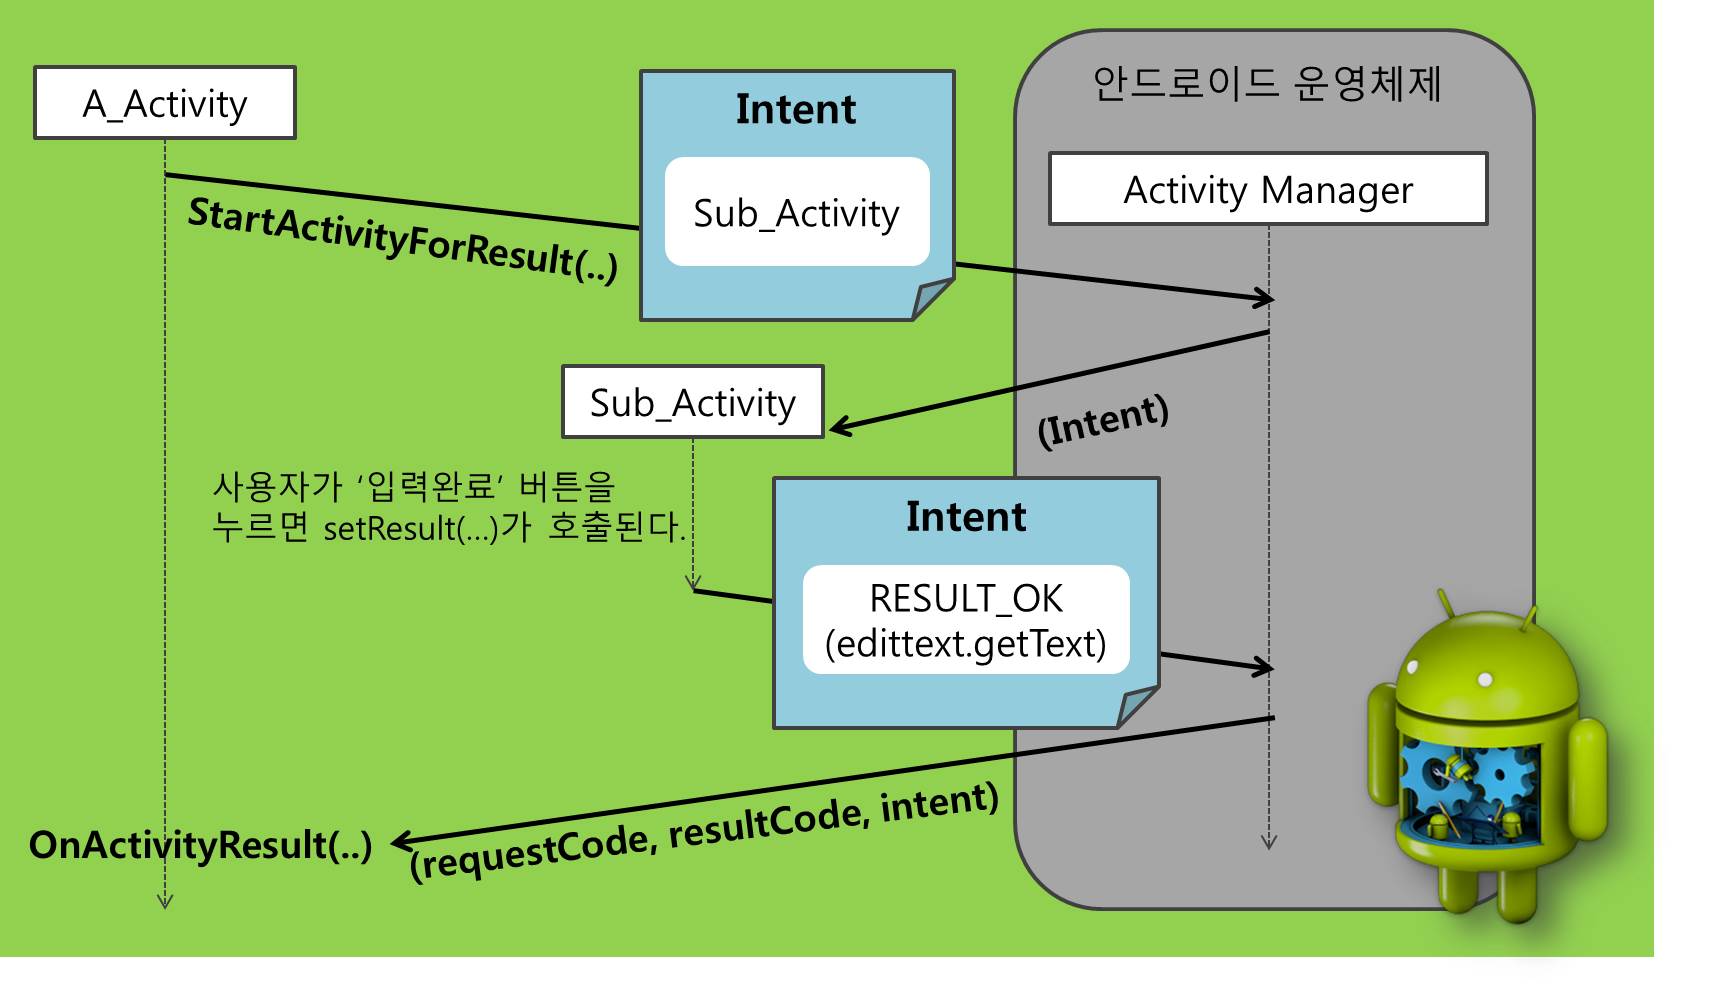 안드로이드 운영체제
A_Activity
Intent
Activity Manager
Sub_Activity
StartActivityForResult(..)
Sub_Activity
(Intent)
사용자가 ‘입력완료‘ 버튼을
누르면 setResult(...)가 호출된다.
Intent
RESULT_OK
(edittext.getText)
OnActivityResult(..)
(requestCode, resultCode, intent)